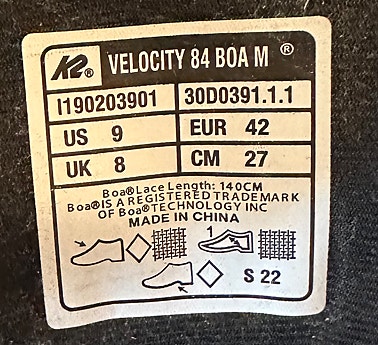 K2® VELOCITY 84 BOA M ®
I190203901 30D0391.1.1
US 9 EUR 42
UK 8 CM 27
Boa®Lace Length: 140CM
Boa®IS A REGISTERED TRADEMARK
OF Boa®TECHNOLOGY INC
MADE IN CHINA
1
S 22